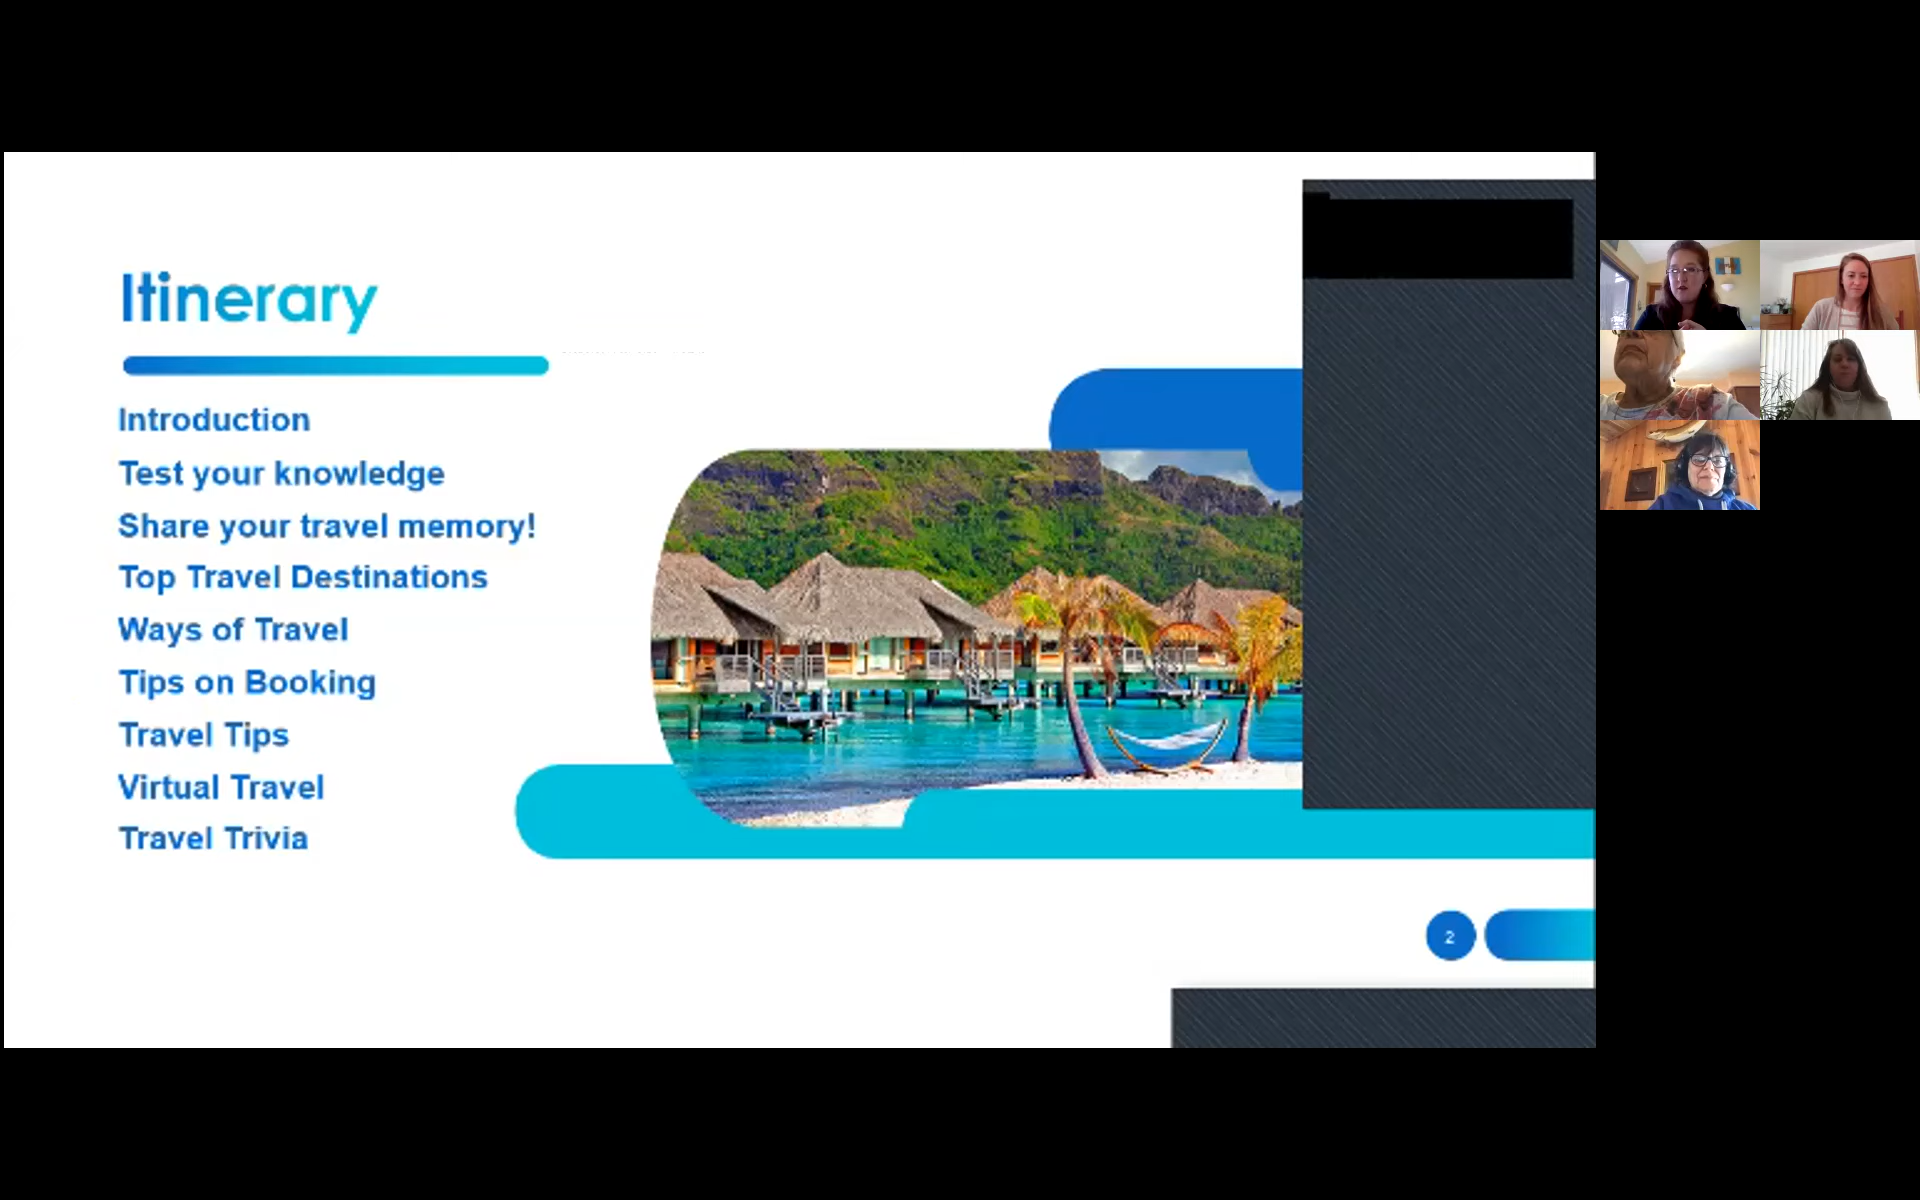 Itinerary
Introduction
Test your knowledge
Share your travel memory!
Top Travel Destinations
Ways of Travel
Tips on Booking
Travel Tips
Virtual Travel
Travel Trivia
2